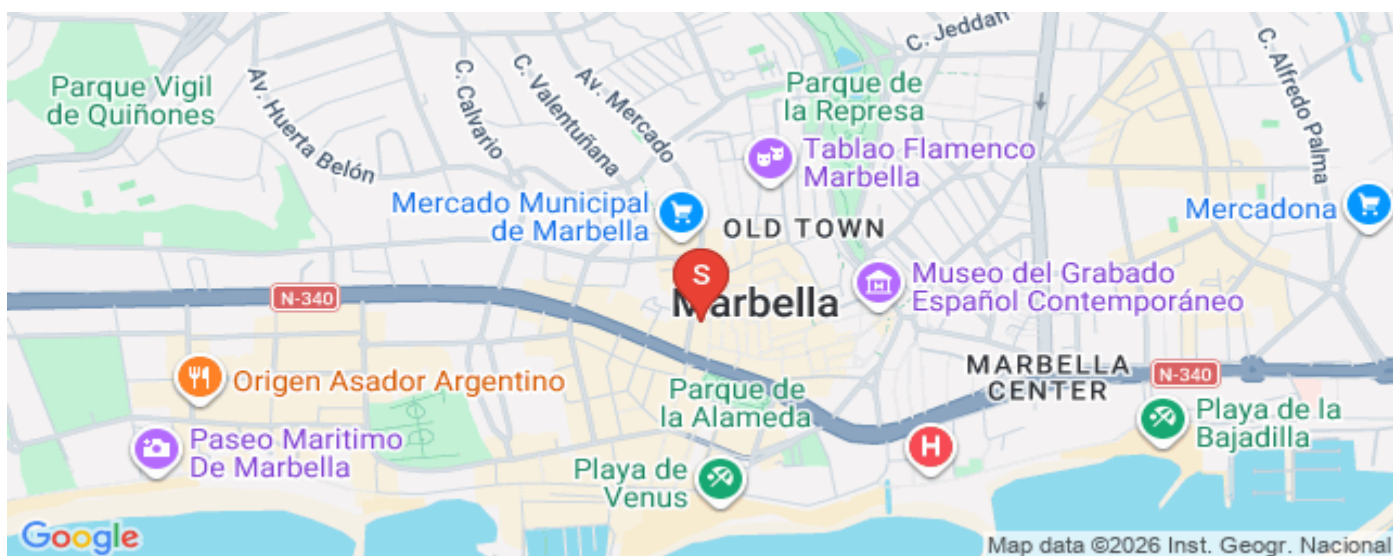 C. Jeddah
Parque Vigil
de Quiñones
Av. Huerta Belón
C. Calvario
C. Valentuñana
Av. Mercado
Parque de
la Represa
C. Alfredo Palma
Tablao Flamenco
Marbella
Mercado Municipal
de Marbella
OLD TOWN
Mercadona
S
Marbella
Museo del Grabado
Español Contemporáneo
N-340
MARBELLA
CENTER
N-340
Origen Asador Argentino
Parque de
la Alameda
Playa de la
Bajadilla
Paseo Maritimo
De Marbella
H
Playa de
Venus
Google
Map data ©2026 Inst. Geogr. Nacional